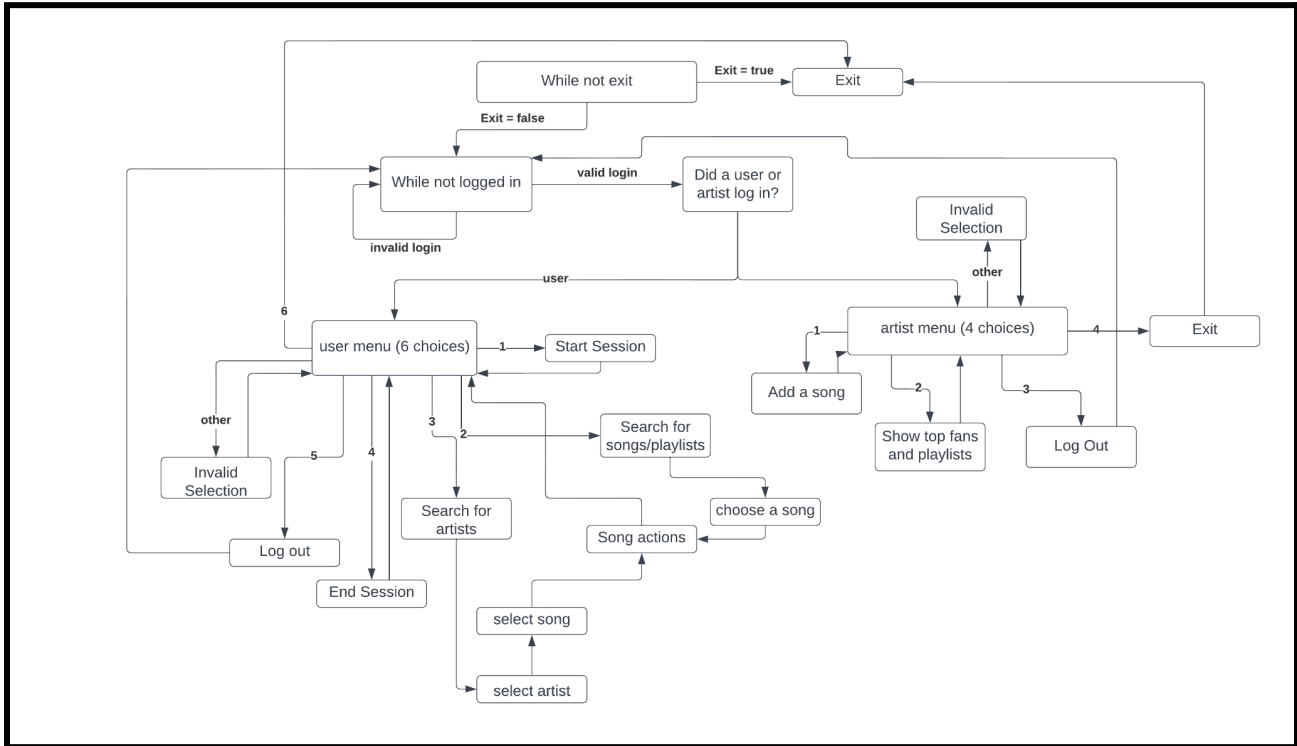 While not exit
Exit = true
Exit
Exit = false
While not logged in
valid login
Did a user or
artist log in?
invalid login
Invalid
Selection
other
user
6
user menu (6 choices)
1
Start Session
artist menu (4 choices)
1
4
Exit
Add a song
2
3
Show top fans
and playlists
Log Out
other
Invalid
Selection
5
4
3
2
Search for
songs/playlists
choose a song
Search for
artists
Song actions
Log out
End Session
select song
select artist